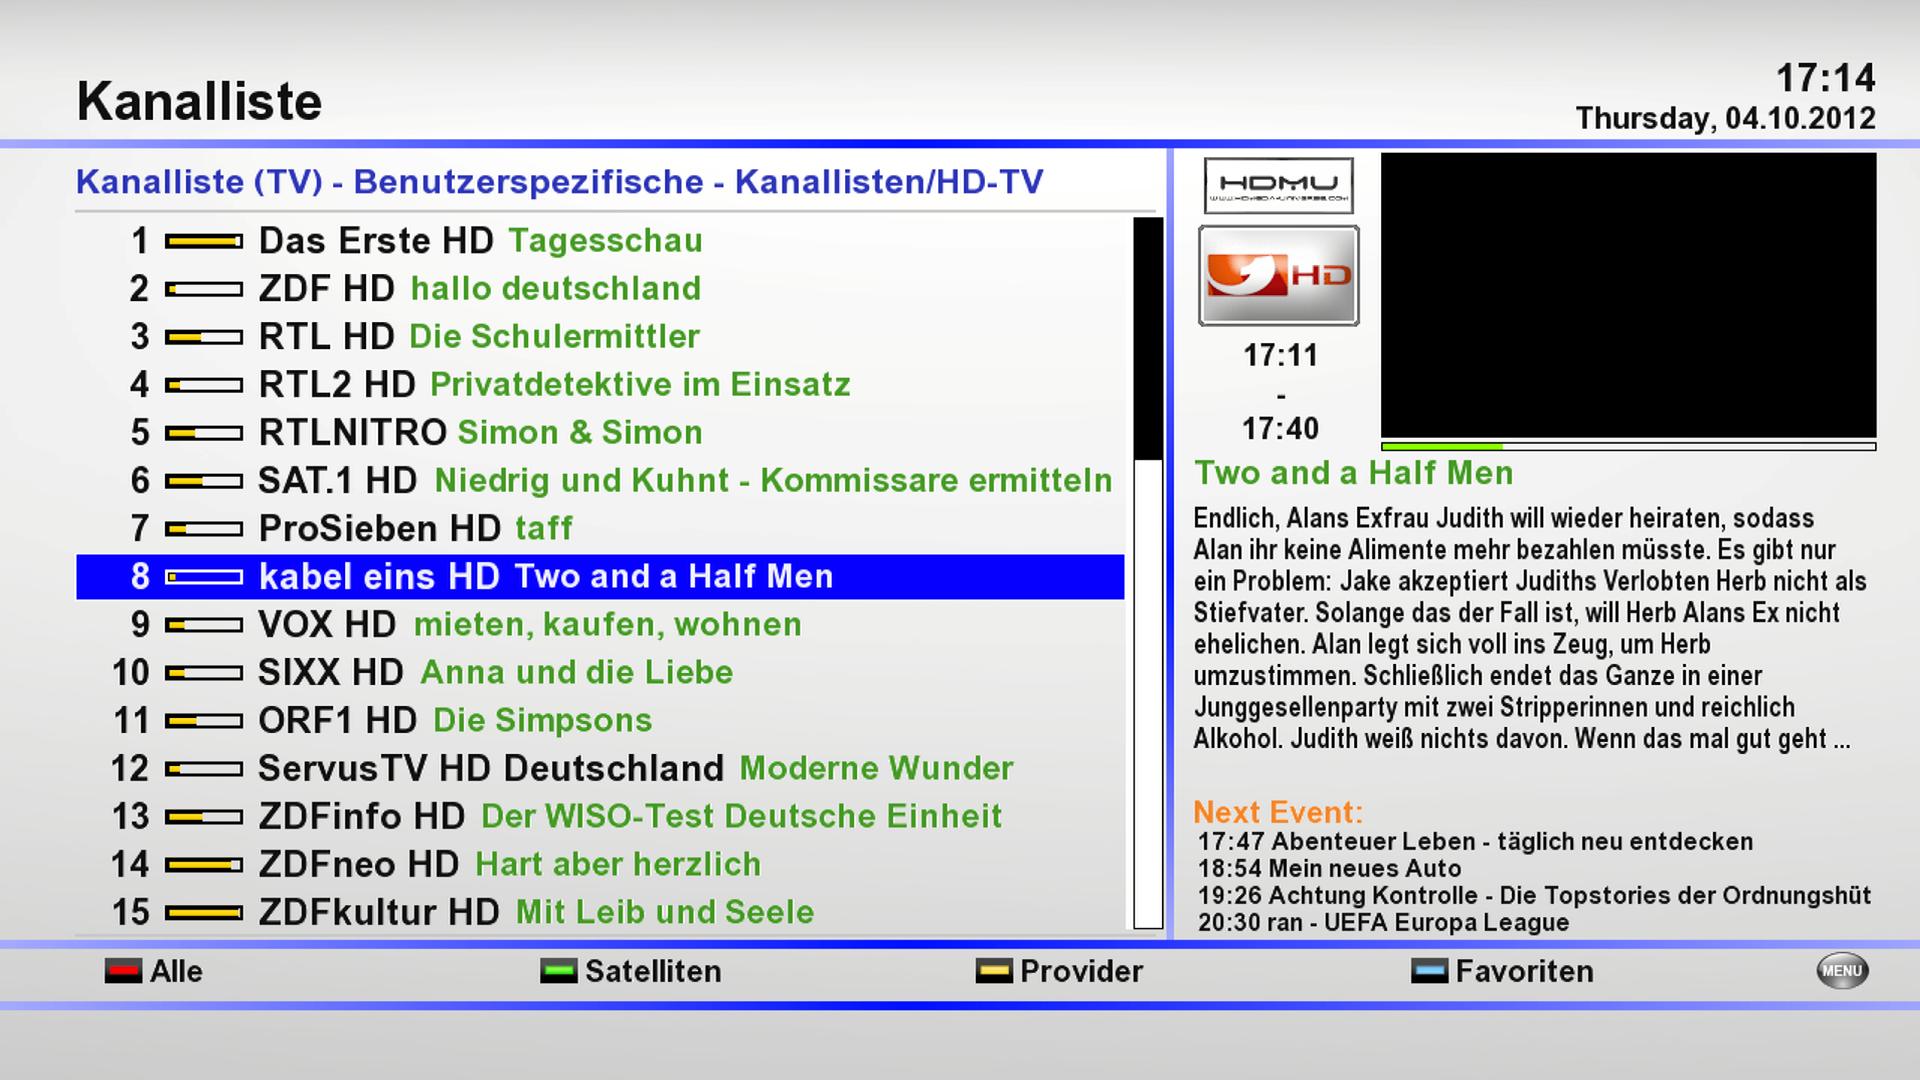 Kanalliste
17:14
Thursday, 04.10.2012
Kanalliste (TV) - Benutzerspezifische - Kanallisten/HD-TV
1 Das Erste HD Tagesschau
2 ZDF HD hallo deutschland
3 RTL HD Die Schulermittler
4 RTL2 HD Privatdetektive im Einsatz
5 RTLNITRO Simon & Simon
6 SAT.1 HD Niedrig und Kuhnt - Kommissare ermitteln
7 ProSieben HD taff
8 kabel eins HD Two and a Half Men
9 VOX HD mieten, kaufen, wohnen
10 SIXX HD Anna und die Liebe
11 ORF1 HD Die Simpsons
12 ServusTV HD Deutschland Moderne Wunder
13 ZDFinfo HD Der WISO-Test Deutsche Einheit
14 ZDFneo HD Hart aber herzlich
15 ZDFkultur HD Mit Leib und Seele
HDMU
HD
17:11
-
17:40
Two and a Half Men
Endlich, Alans Exfrau Judith will wieder heiraten, sodass
Alan ihr keine Alimente mehr bezahlen müsste. Es gibt nur
ein Problem: Jake akzeptiert Judiths Verlobten Herb nicht als
Stiefvater. Solange das der Fall ist, will Herb Alans Ex nicht
ehelichen. Alan legt sich voll ins Zeug, um Herb
umzustimmen. Schließlich endet das Ganze in einer
Junggesellenparty mit zwei Stripperinnen und reichlich
Alkohol. Judith weiß nichts davon. Wenn das mal gut geht ...
Next Event:
17:47 Abenteuer Leben - täglich neu entdecken
18:54 Mein neues Auto
19:26 Achtung Kontrolle - Die Topstories der Ordnungshüt
20:30 ran - UEFA Europa League
Alle
Satelliten
Provider
Favoriten
MENU